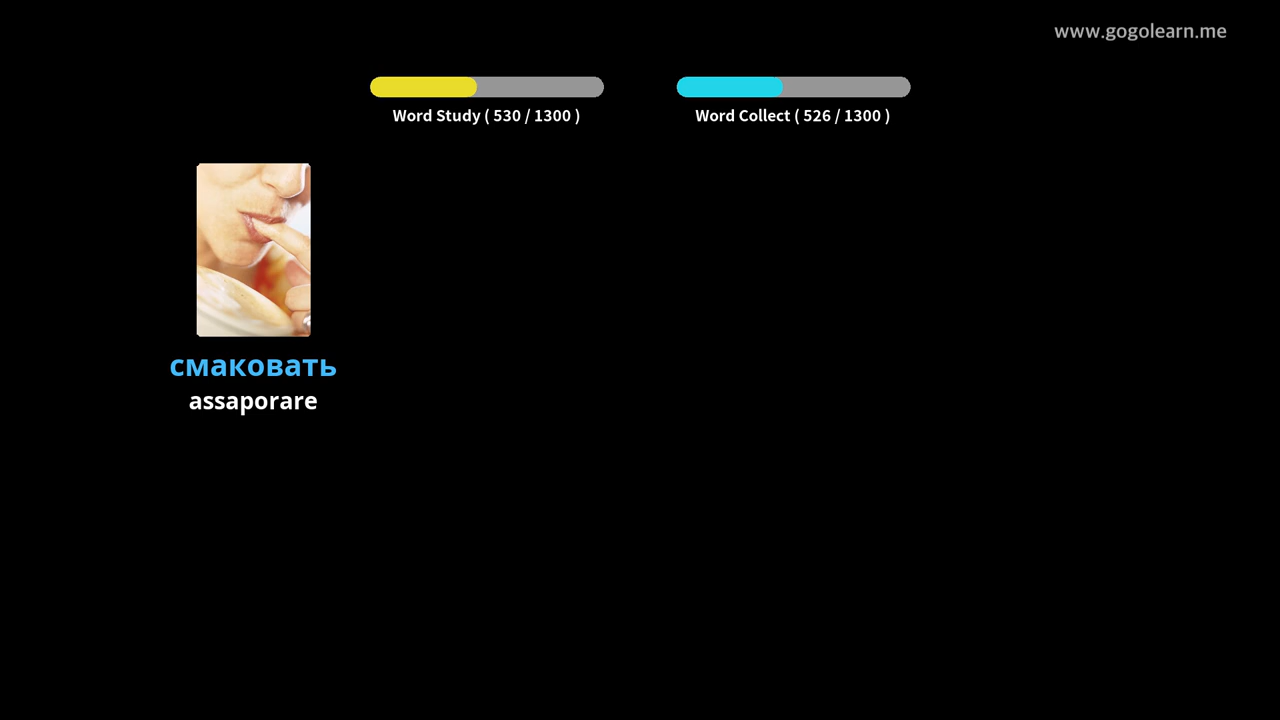 www.gogolearn.me
Word Study ( 530 / 1300 )
Word Collect ( 526 / 1300 )
смаковать
assaporare